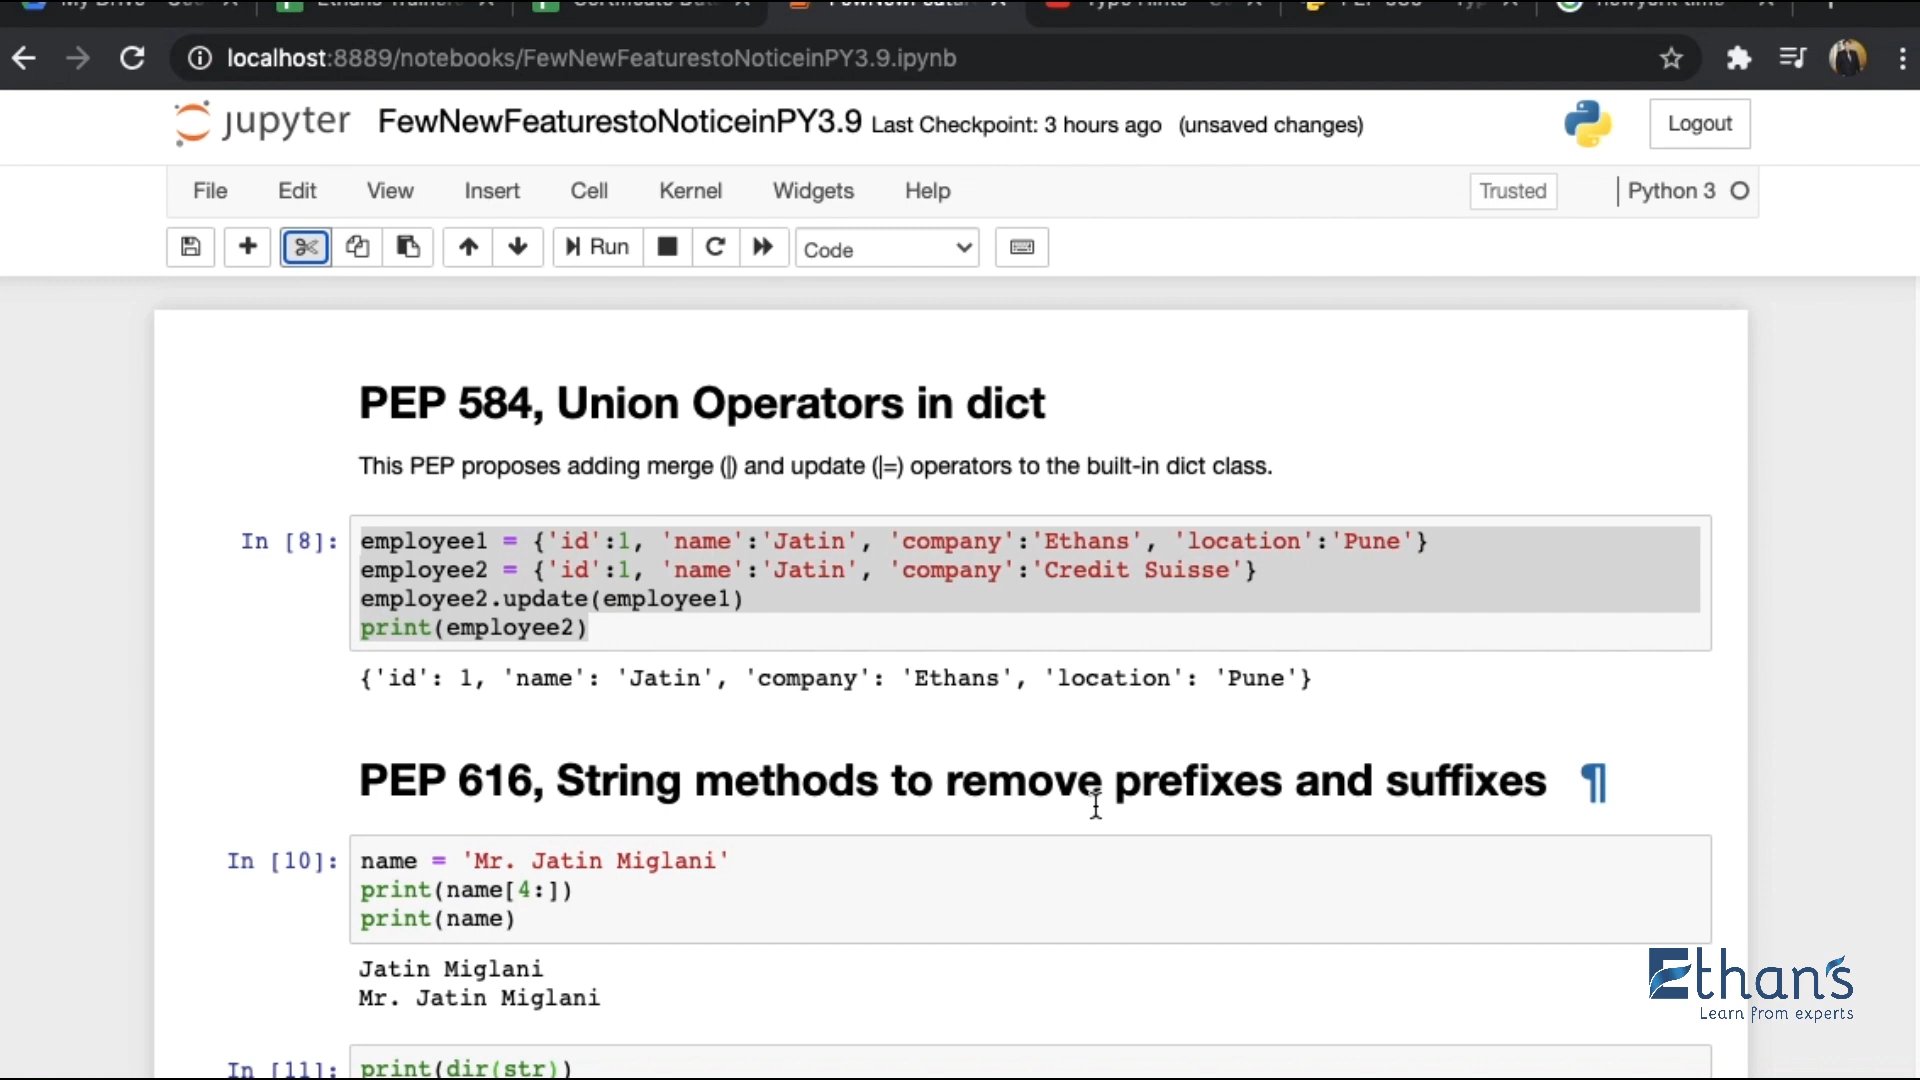 localhost:8889/notebooks/FewNewFeaturestoNoticeinPY3.9.ipynb
jupyter FewNewFeaturestoNoticeinPY3.9 Last Checkpoint: 3 hours ago (unsaved changes) Logout
File Edit View Insert Cell Kernel Widgets Help Trusted Python 3
Run Code
PEP 584, Union Operators in dict
This PEP proposes adding merge (|) and update (|=) operators to the built-in dict class.
In [8]: employee1 = {'id':1, 'name':'Jatin', 'company':'Ethans', 'location':'Pune'}
employee2 = {'id':1, 'name':'Jatin', 'company':'Credit Suisse'}
employee2.update(employee1)
print(employee2)
{'id': 1, 'name': 'Jatin', 'company': 'Ethans', 'location': 'Pune'}
PEP 616, String methods to remove prefixes and suffixes ¶
In [10]: name = 'Mr. Jatin Miglani'
print(name[4:])
print(name)
Jatin Miglani
Mr. Jatin Miglani
Ethan's
Learn from experts
In [11]: print(dir(str))